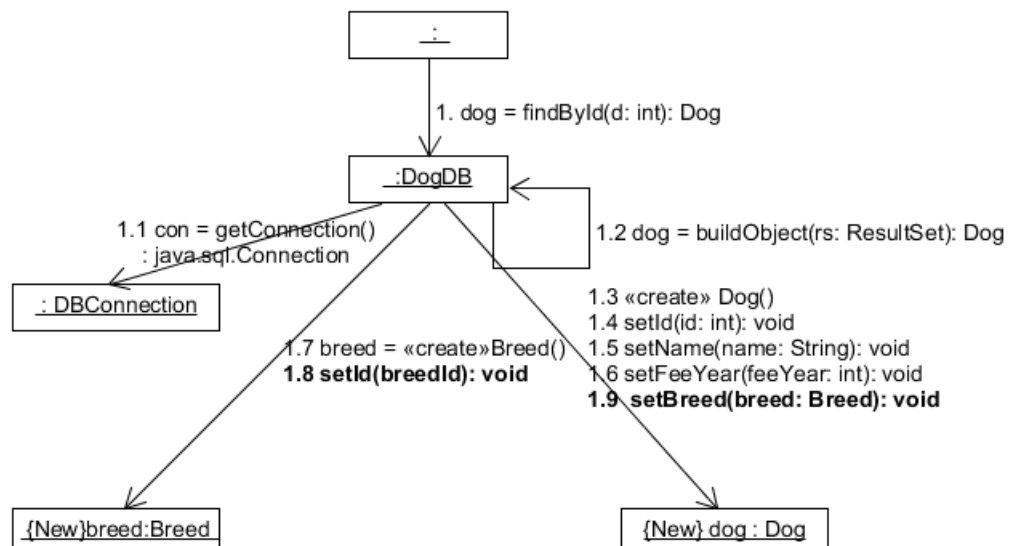 :
1. dog = findById(d: int): Dog
:DogDB
1.1 con = getConnection()
: java.sql.Connection
1.2 dog = buildObject(rs: ResultSet): Dog
: DBConnection
1.3 «create» Dog()
1.4 setId(id: int): void
1.5 setName(name: String): void
1.6 setFeeYear(feeYear: int): void
1.9 setBreed(breed: Breed): void
1.7 breed = «create»Breed()
1.8 setId(breedId): void
{New}breed:Breed
{New} dog : Dog